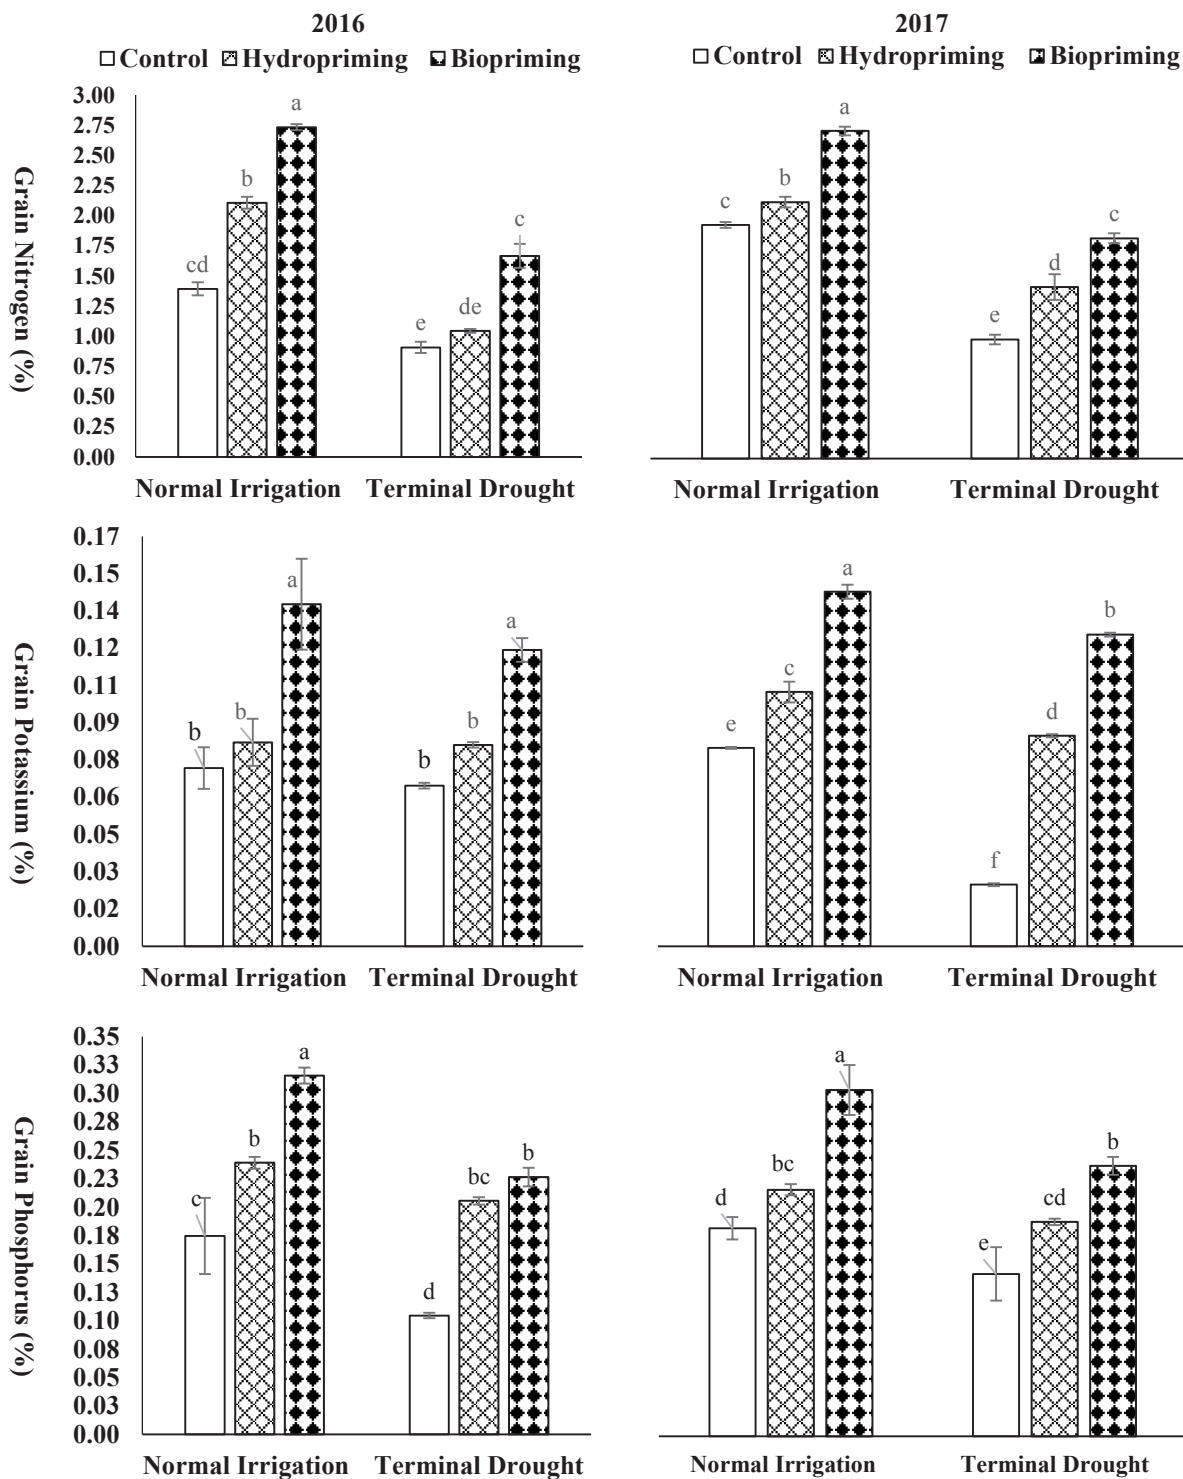 2016
Control Hydropriming Biopriming
2017
Control Hydropriming Biopriming
Grain Nitrogen (%)
3.00
2.75
2.50
2.25
2.00
1.75
1.50
1.25
1.00
0.75
0.50
0.25
0.00
cd b a e de c
Normal Irrigation Terminal Drought
c b a e d c
Normal Irrigation Terminal Drought
Grain Potassium (%)
0.17
0.15
0.14
0.12
0.11
0.09
0.08
0.06
0.05
0.03
0.02
0.00
b b a b b a
Normal Irrigation Terminal Drought
e c a f d b
Normal Irrigation Terminal Drought
Grain Phosphorus (%)
0.35
0.33
0.30
0.28
0.25
0.23
0.20
0.18
0.15
0.13
0.10
0.08
0.05
0.03
0.00
c b a d bc b
Normal Irrigation Terminal Drought
d bc a e cd b
Normal Irrigation Terminal Drought